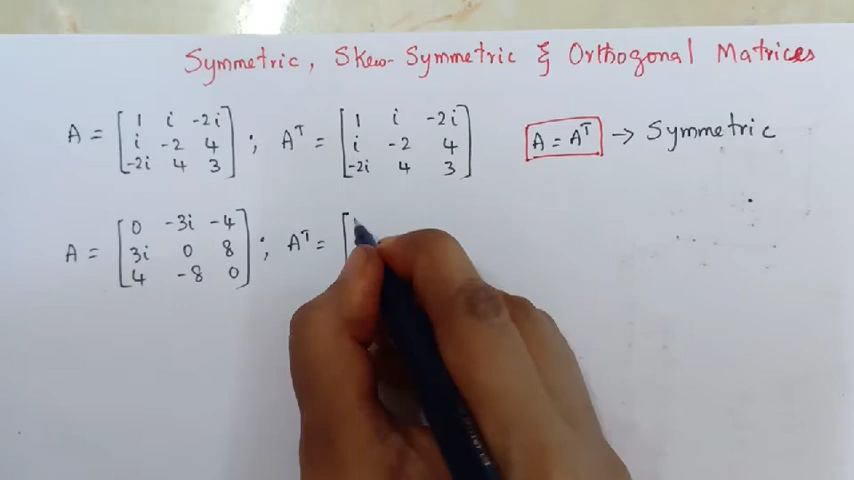 Symmetric, Skew-Symmetric & Orthogonal Matrices
A = [1 i -2i; i -2 4; -2i 4 3] ; Aᵀ = [1 i -2i; i -2 4; -2i 4 3] A = Aᵀ → Symmetric
A = [0 -3i -4; 3i 0 8; 4 -8 0] ; Aᵀ = [